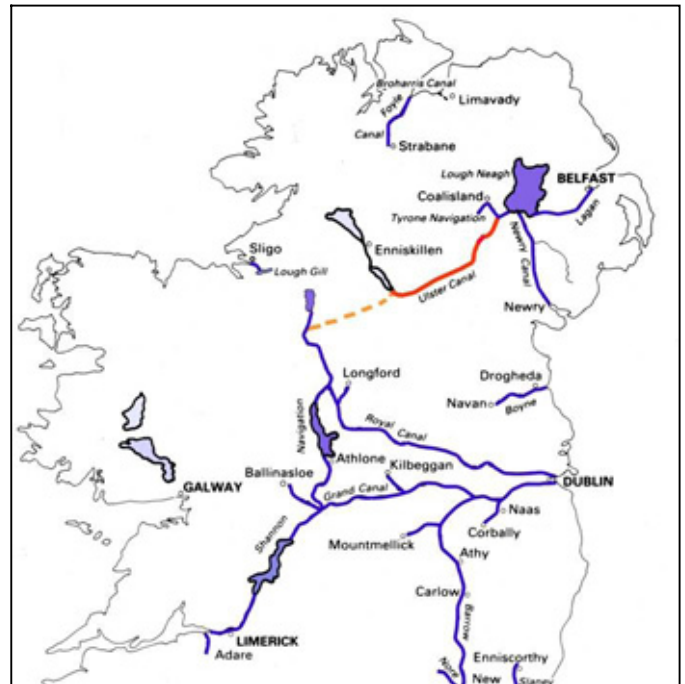 Broharris Canal
Limavady
Foyle
Canal
Strabane
Lough Neagh
BELFAST
Coalisland
Lagan
Tyrone Navigation
Sligo
Enniskillen
Newry Canal
Lough Gill
Ulster Canal
Newry
Longford
Drogheda
Navan
Boyne
Navigation
Royal Canal
Athlone
Kilbeggan
Ballinasloe
GALWAY
Grand Canal
DUBLIN
Naas
Shannon
Corbally
Mountmellick
Athy
Carlow
Barrow
LIMERICK
Adare
Enniscorthy
Nore
New
Slaney